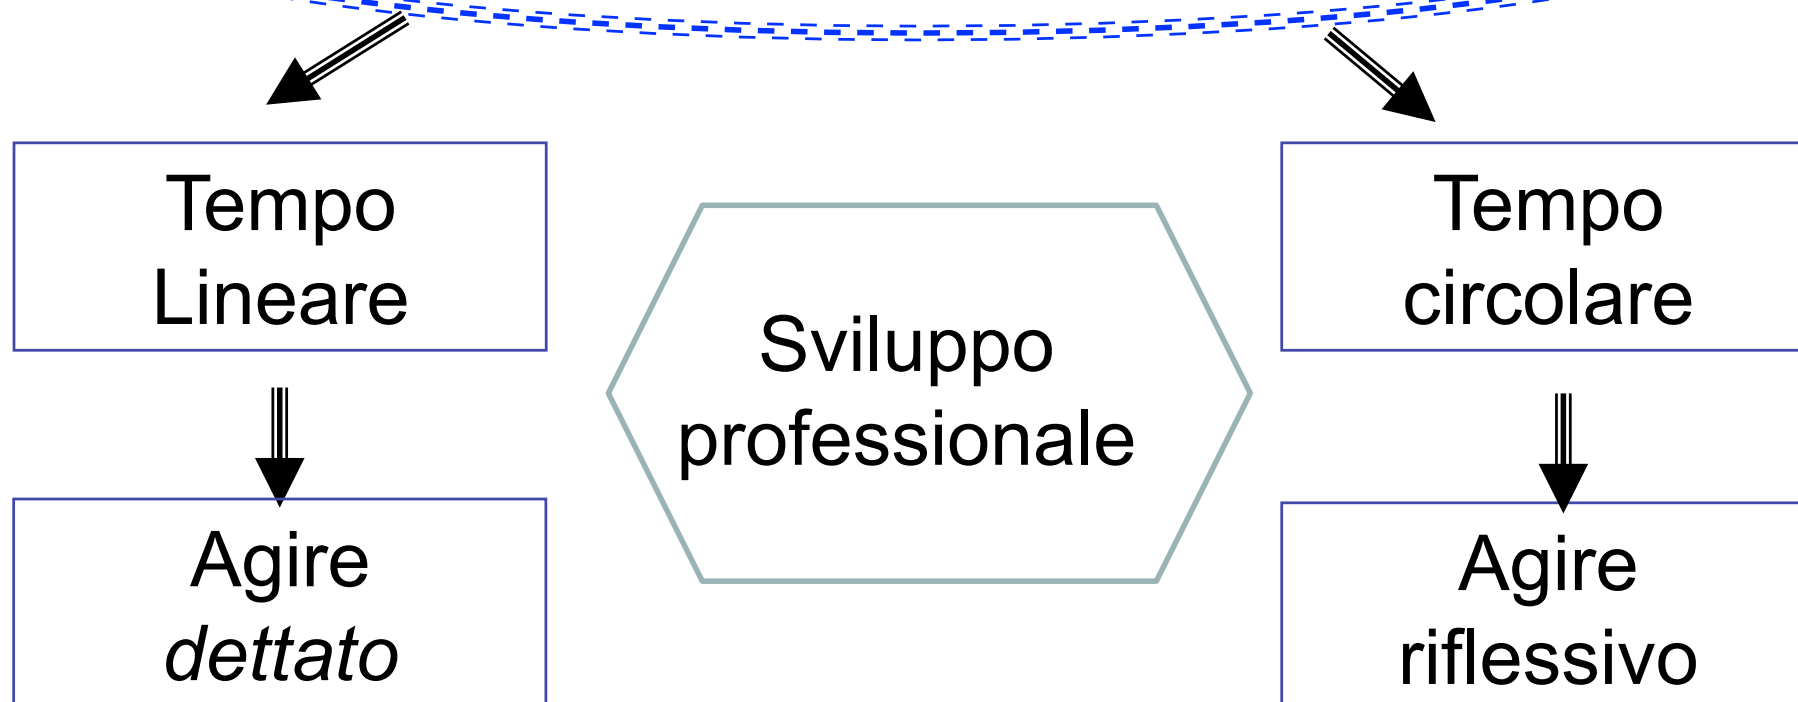 Tempo
Lineare
Tempo
circolare
Sviluppo
professionale
Agire
dettato
Agire
riflessivo